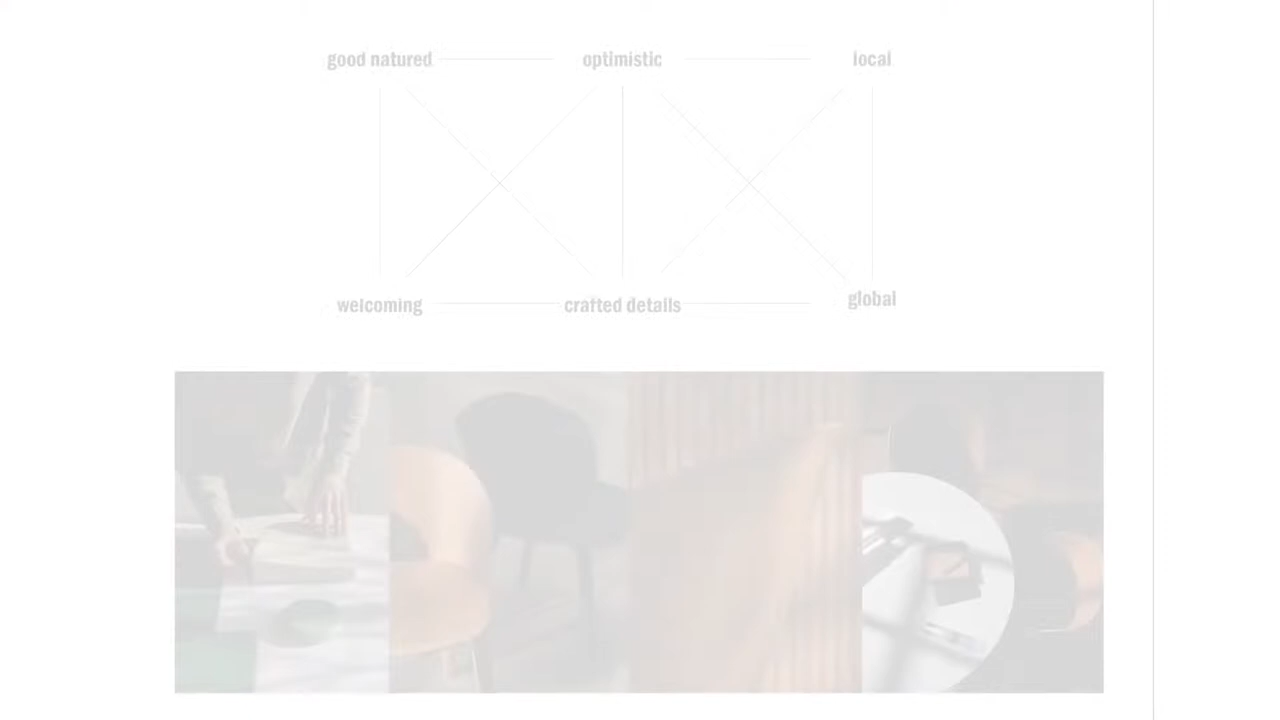 good natured
optimistic
local
welcoming
crafted details
global